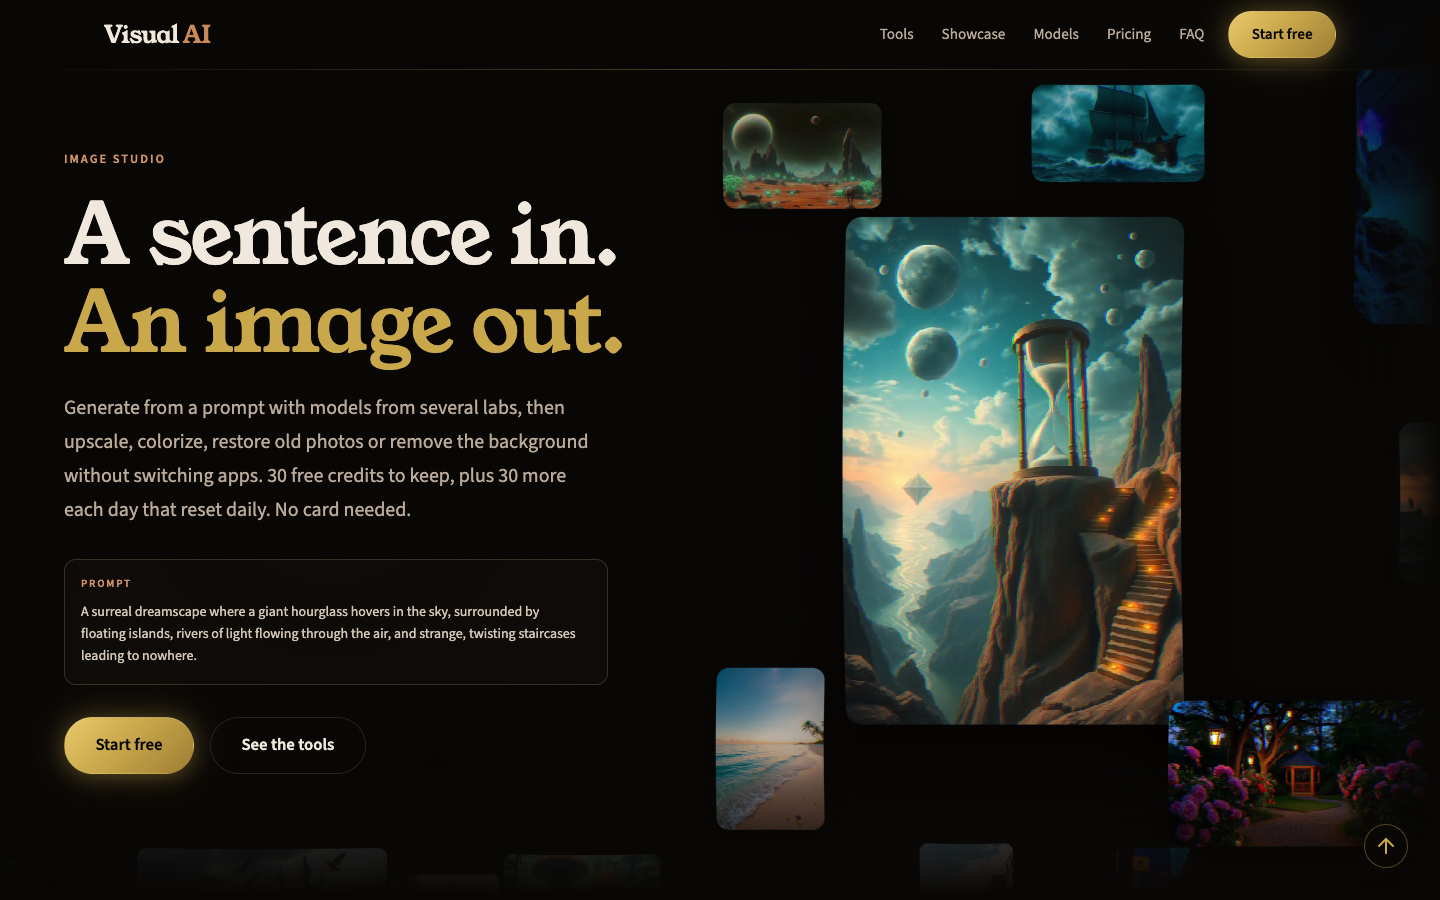 Visual AI
Tools Showcase Models Pricing FAQ Start free
IMAGE STUDIO
A sentence in.
An image out.
Generate from a prompt with models from several labs, then
upscale, colorize, restore old photos or remove the background
without switching apps. 30 free credits to keep, plus 30 more
each day that reset daily. No card needed.
PROMPT
A surreal dreamscape where a giant hourglass hovers in the sky, surrounded by
floating islands, rivers of light flowing through the air, and strange, twisting staircases
leading to nowhere.
Start free See the tools